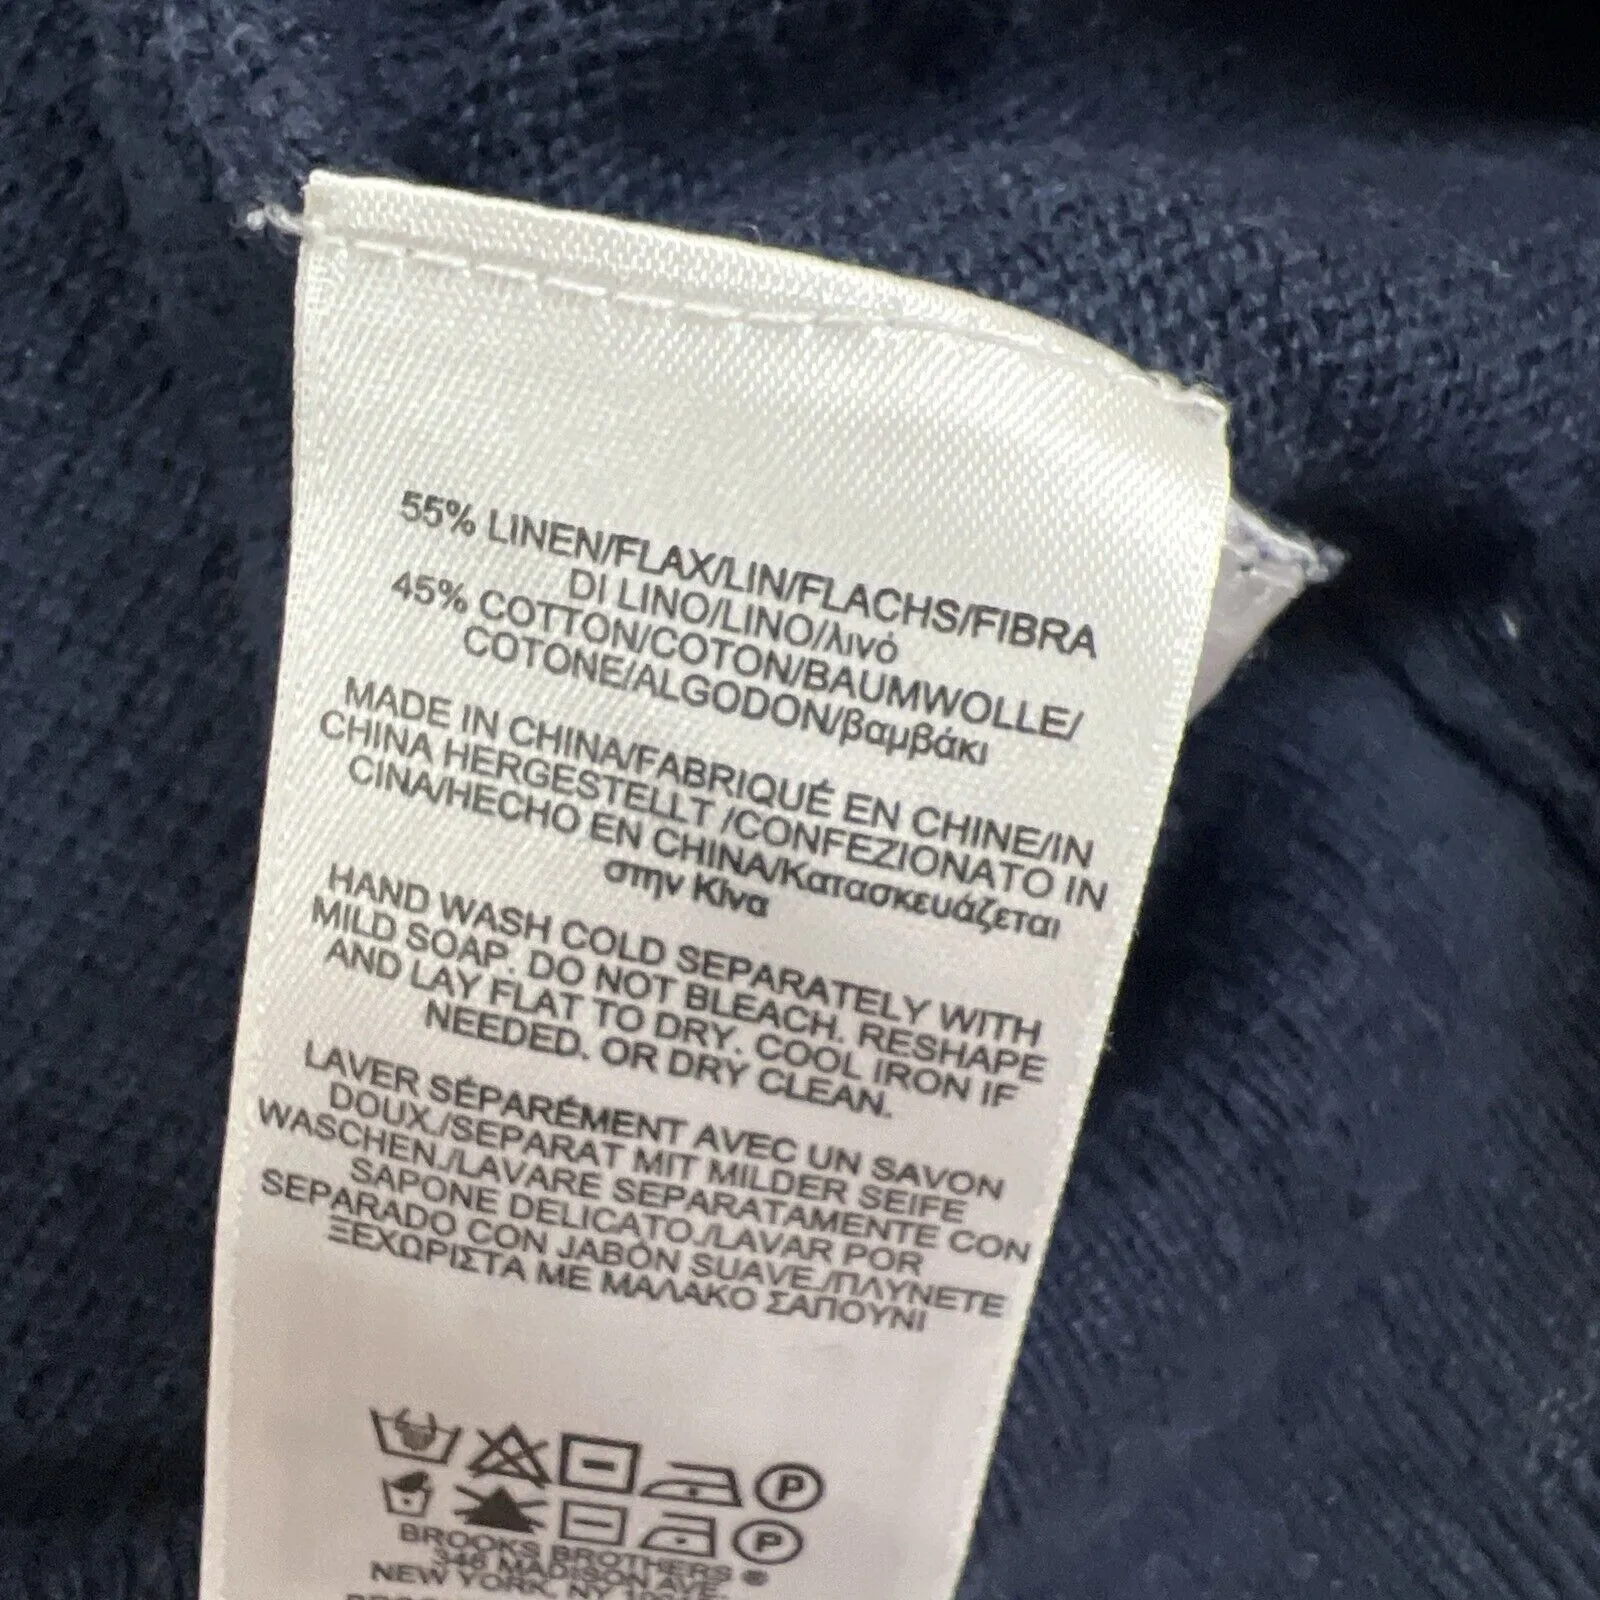 55% LINEN/FLAX/LIN/FLACHS/FIBRA
DI LINO/LINO/λινό
45% COTTON/COTON/BAUMWOLLE/
COTONE/ALGODON/βαμβάκι
MADE IN CHINA/FABRIQUÉ EN CHINE/IN
CHINA HERGESTELLT /CONFEZIONATO IN
CINA/HECHO EN CHINA/Κατασκευάζεται
στην Κίνα
HAND WASH COLD SEPARATELY WITH
MILD SOAP. DO NOT BLEACH. RESHAPE
AND LAY FLAT TO DRY. COOL IRON IF
NEEDED. OR DRY CLEAN.
LAVER SÉPARÉMENT AVEC UN SAVON
DOUX./SEPARAT MIT MILDER SEIFE
WASCHEN./LAVARE SEPARATAMENTE CON
SAPONE DELICATO./LAVAR POR
SEPARADO CON JABÓN SUAVE./ΠΛΥΝΕΤΕ
ΞΕΧΩΡΙΣΤΑ ΜΕ ΜΑΛΑΚΟ ΣΑΠΟΥΝΙ
P
P
BROOKS BROTHERS ®
346 MADISON AVE.
NEW YORK, NY